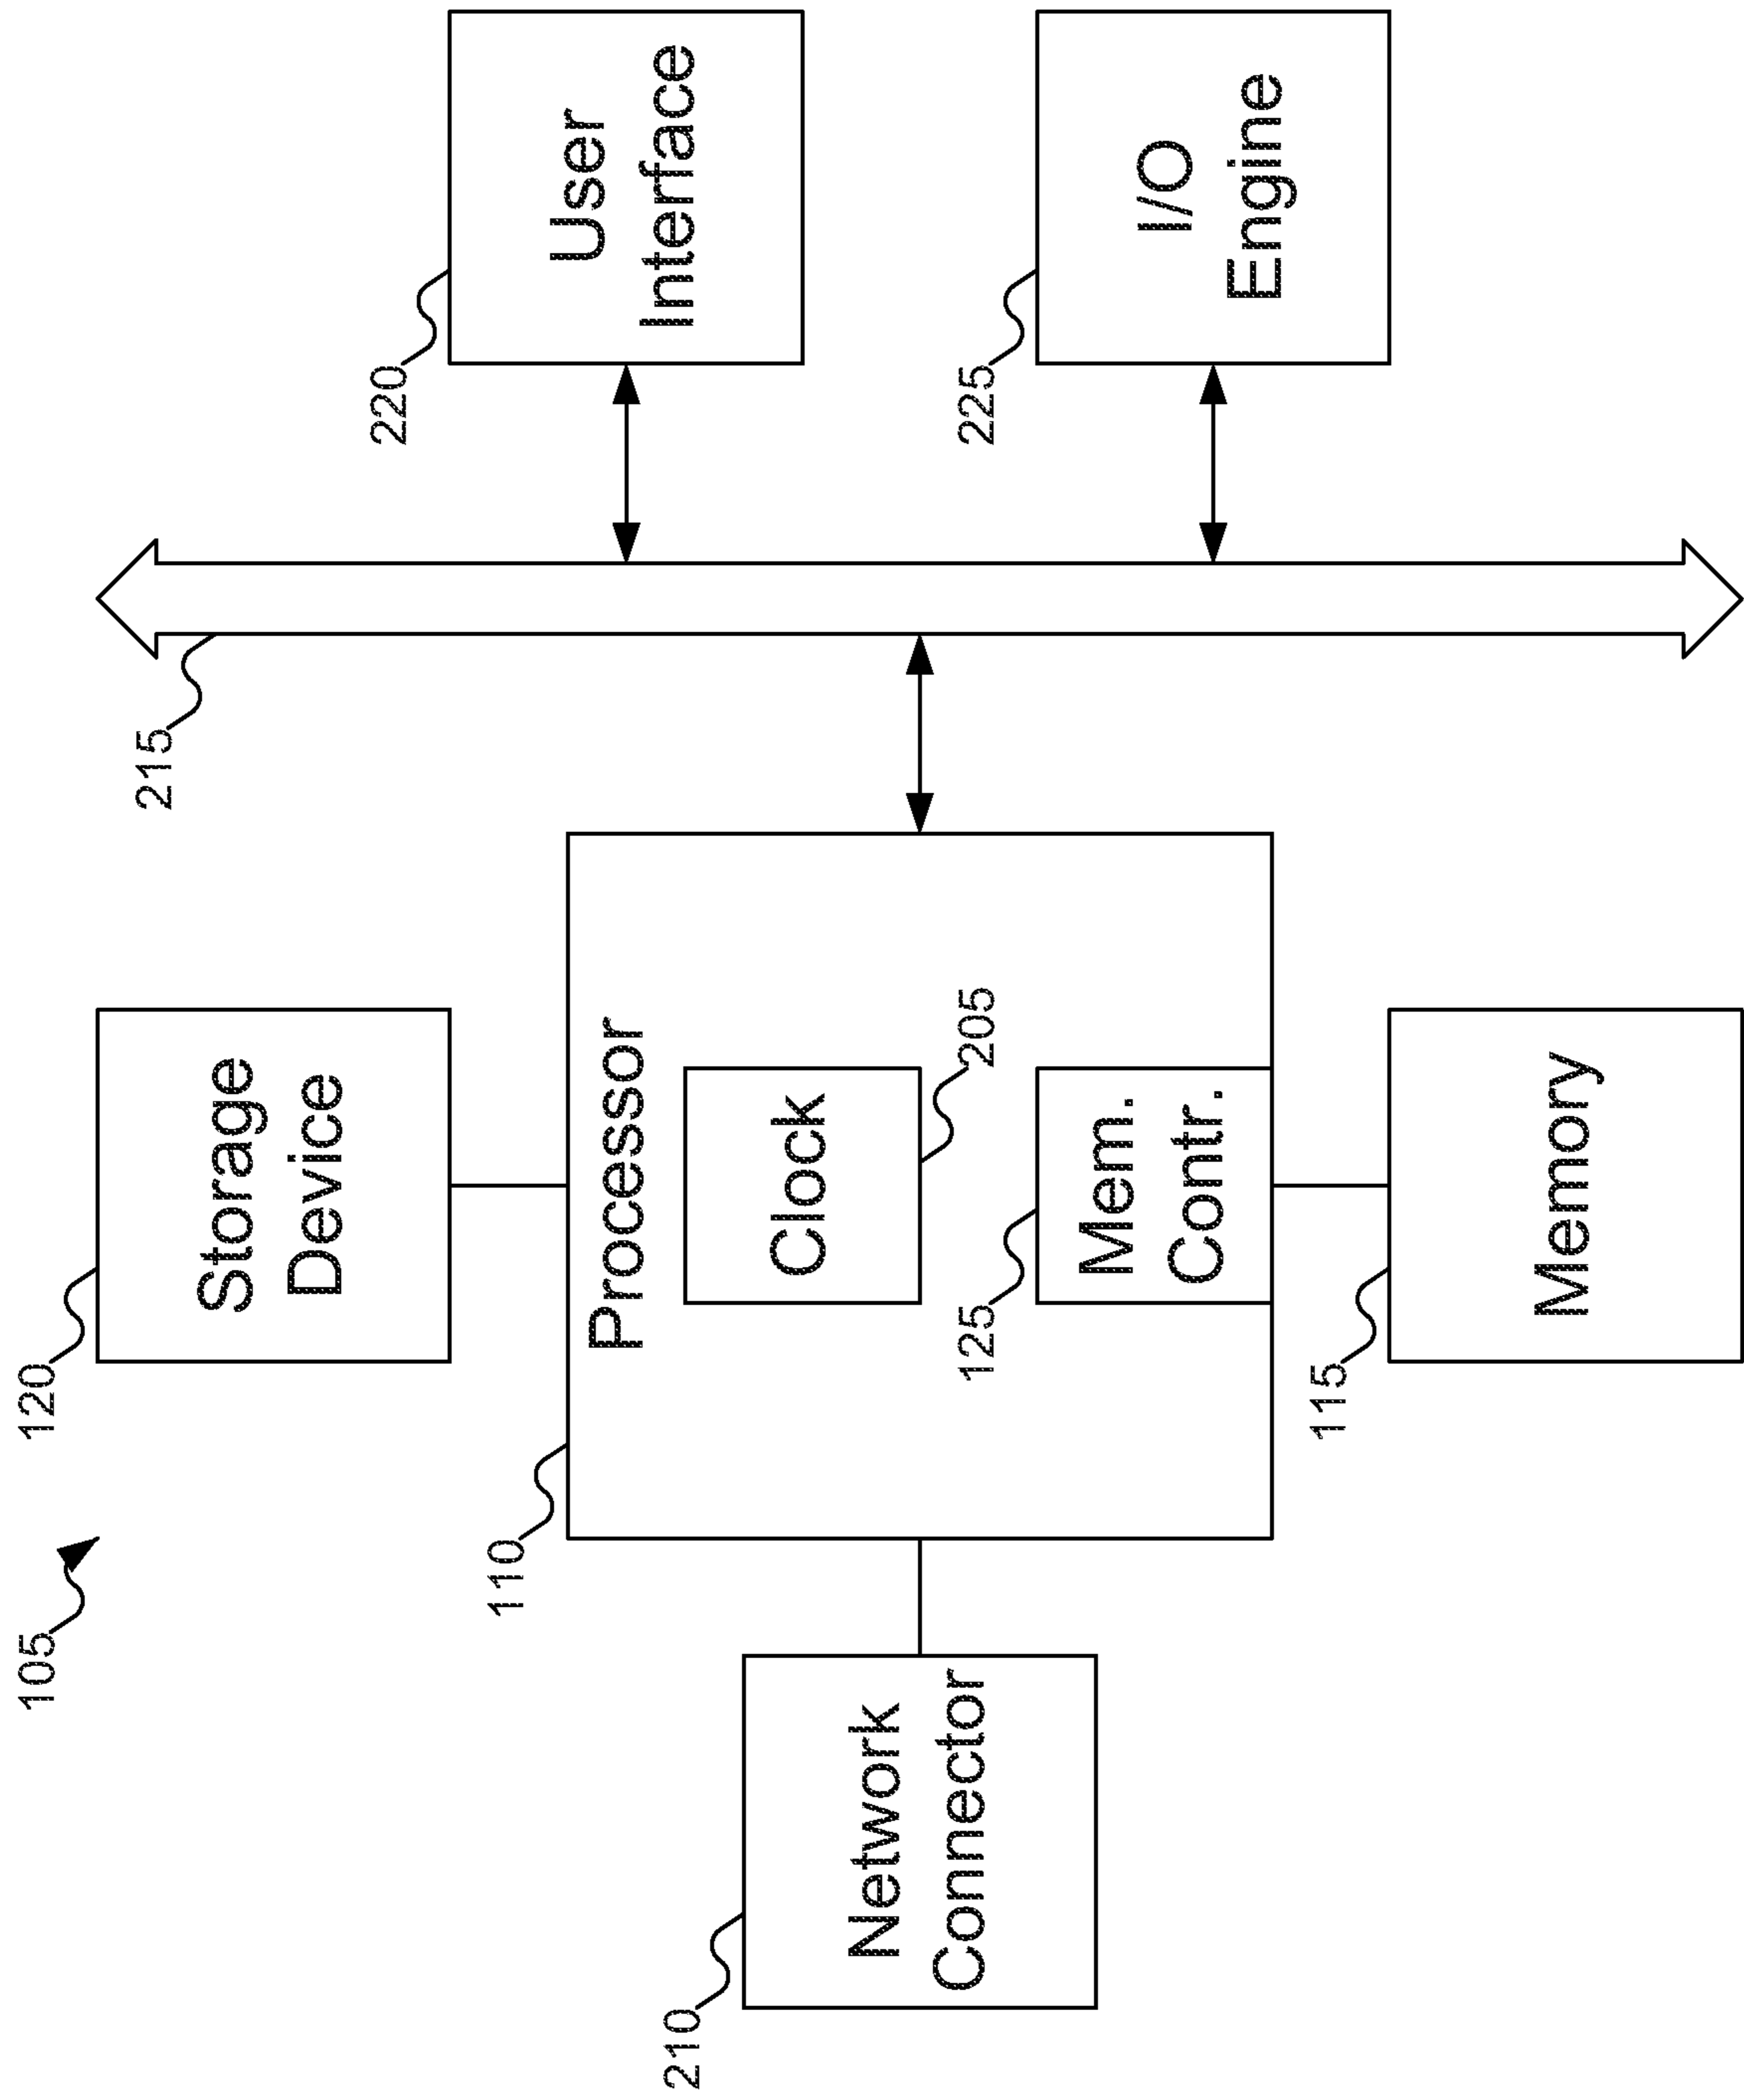 105
120
Storage
Device
215
110
Processor
220
User
Interface
210
Network
Connector
Clock
205
125
Mem.
Contr.
225
I/O
Engine
115
Memory